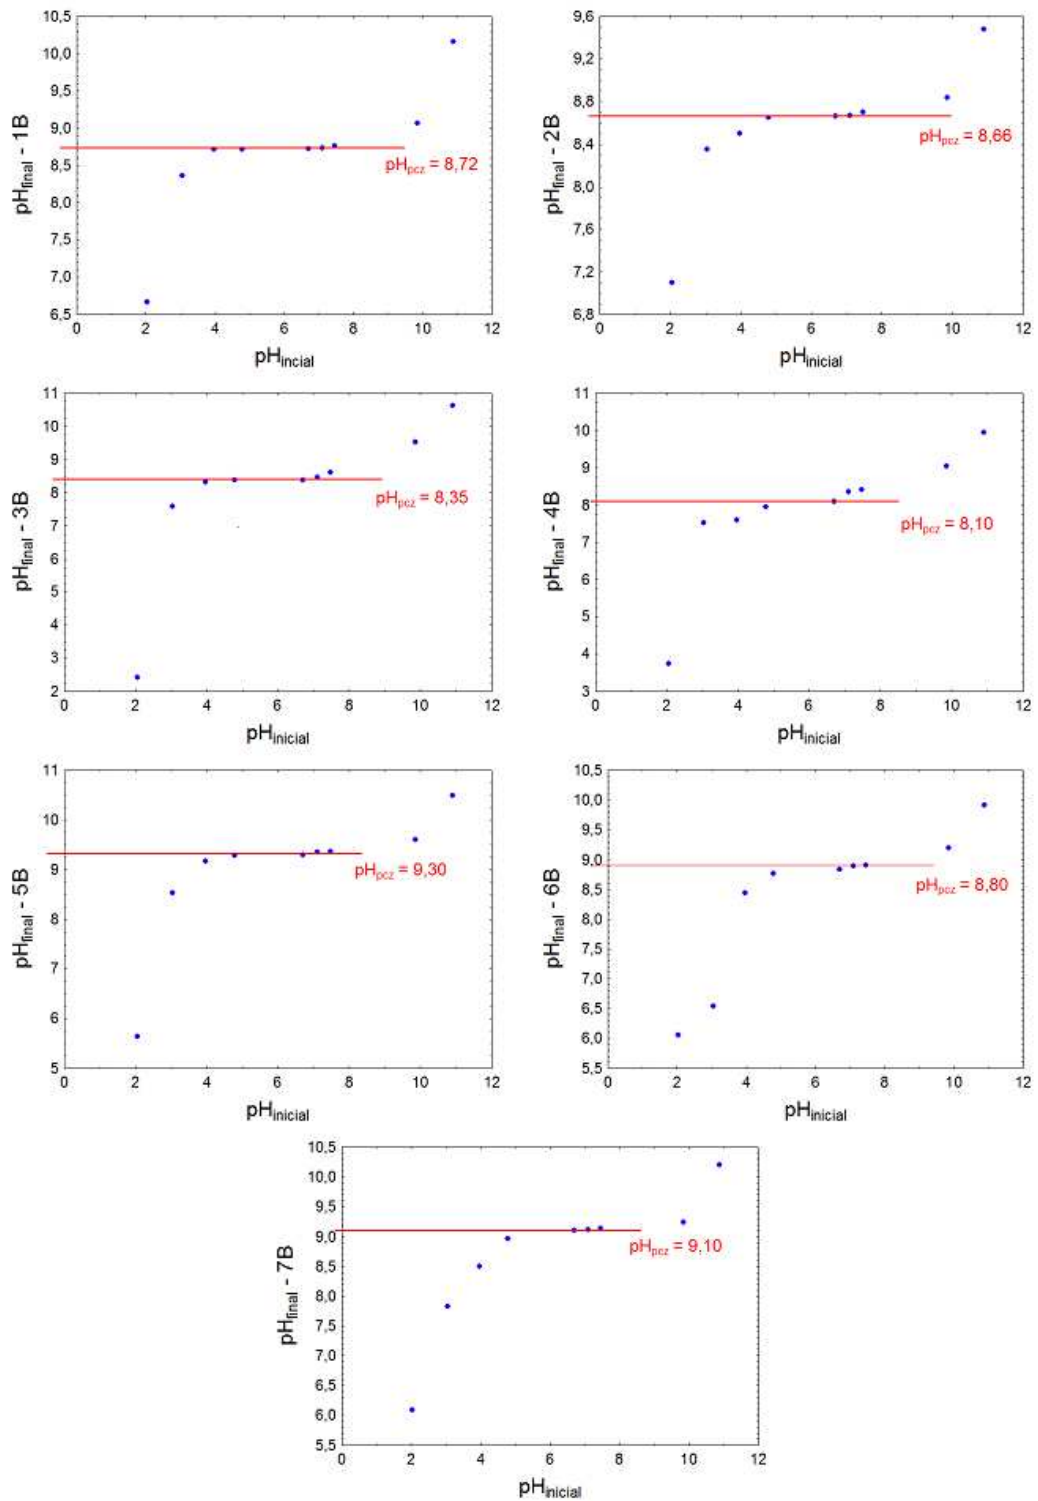 10,5
10,0
9,5
9,0
8,5
8,0
7,5
7,0
6,5
pHfinal - 1B
pHpcz = 8,72
0 2 4 6 8 10 12
pHincial
9,6
9,2
8,8
8,4
8,0
7,6
7,2
6,8
pHfinal - 2B
pHpcz = 8,66
0 2 4 6 8 10 12
pHinicial
11
10
9
8
7
6
5
4
3
2
pHfinal - 3B
pHpcz = 8,35
0 2 4 6 8 10 12
pHinicial
11
10
9
8
7
6
5
4
3
pHfinal - 4B
pHpcz = 8,10
0 2 4 6 8 10 12
pHinicial
11
10
9
8
7
6
5
pHfinal - 5B
pHpcz = 9,30
0 2 4 6 8 10 12
pHinicial
10,5
10,0
9,5
9,0
8,5
8,0
7,5
7,0
6,5
6,0
5,5
pHfinal - 6B
pHpcz = 8,80
0 2 4 6 8 10 12
pHinicial
10,5
10,0
9,5
9,0
8,5
8,0
7,5
7,0
6,5
6,0
5,5
pHfinal - 7B
pHpcz = 9,10
0 2 4 6 8 10 12
pHinicial